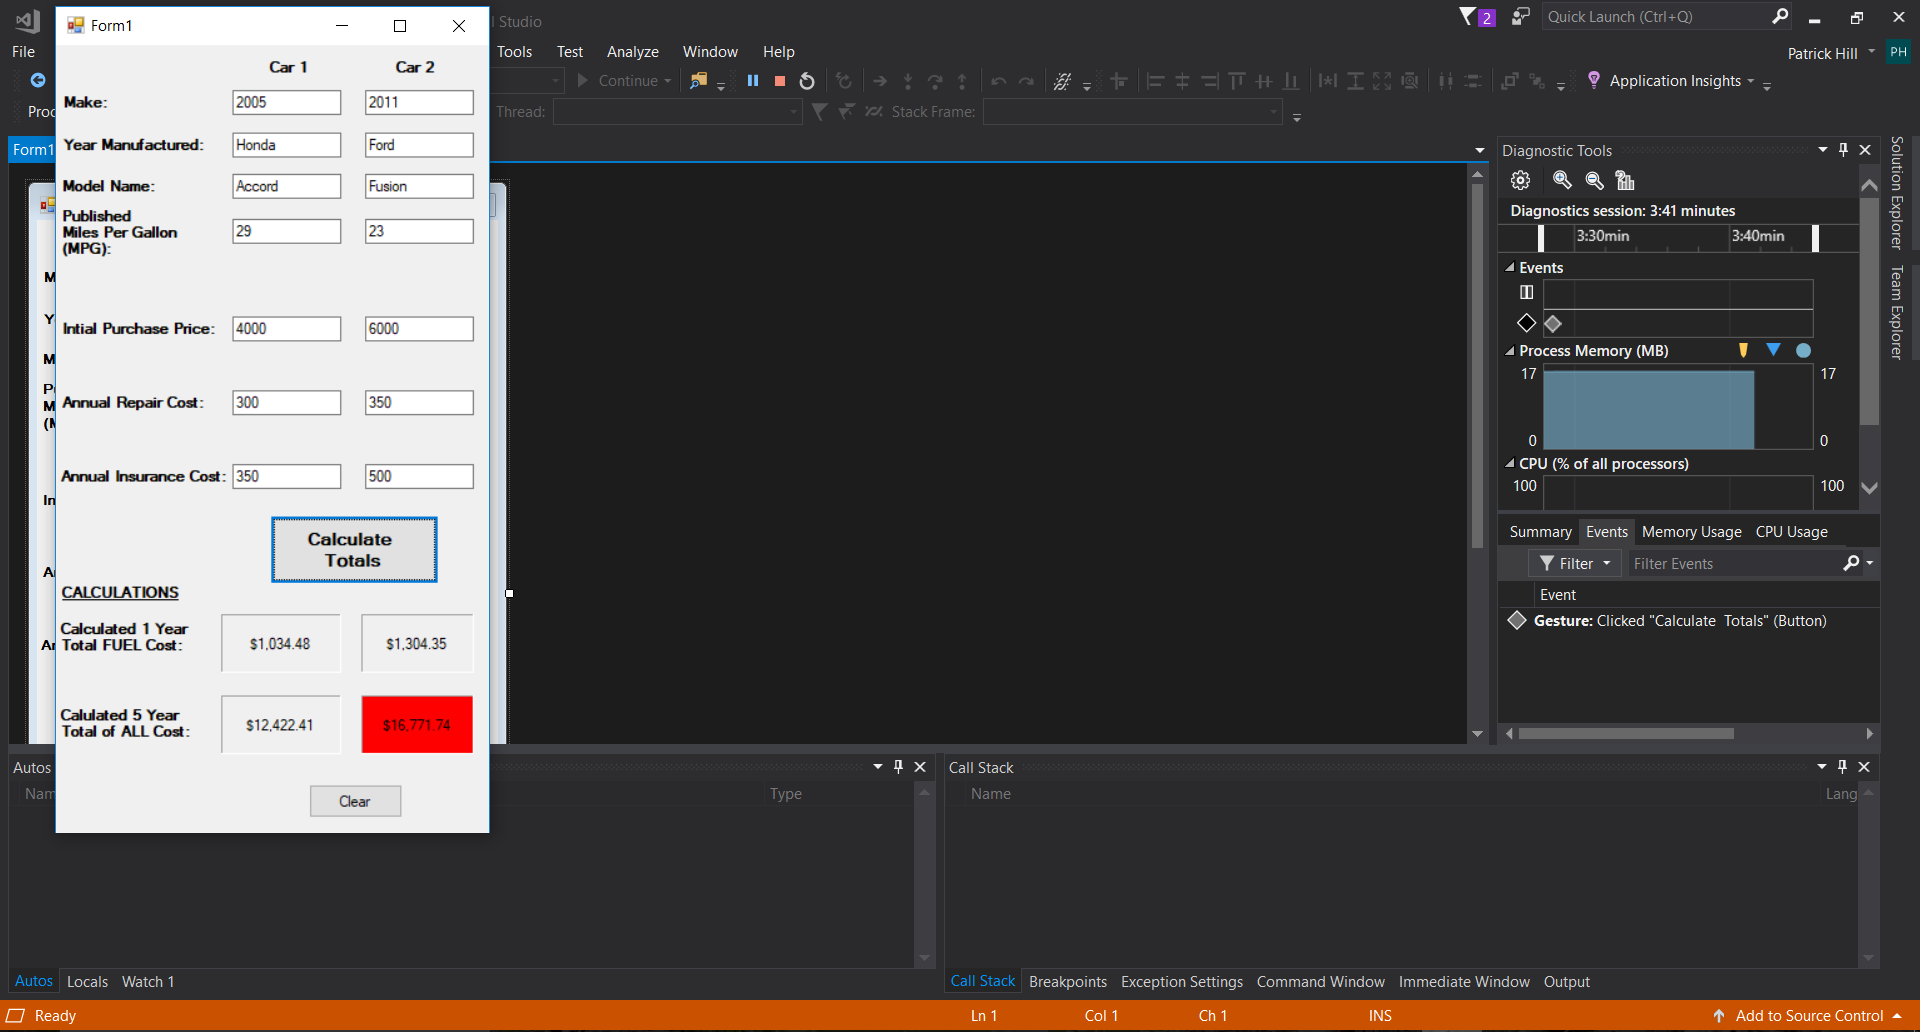 Form1
l Studio
2
Quick Launch (Ctrl+Q)
File
Tools Test Analyze Window Help
Patrick Hill
PH
Continue
Application Insights
Proc
Thread:
Stack Frame:
Form1
Car 1 Car 2
Make: 2005 2011
Year Manufactured: Honda Ford
Model Name: Accord Fusion
Published
Miles Per Gallon
(MPG):
29 23
Intial Purchase Price: 4000 6000
Annual Repair Cost: 300 350
Annual Insurance Cost: 350 500
Calculate
Totals
CALCULATIONS
Calculated 1 Year
Total FUEL Cost:
$1,034.48 $1,304.35
Calulated 5 Year
Total of ALL Cost:
$12,422.41 $16,771.74
Clear
M
Y
M
P
M
(M
In
A
A
Diagnostic Tools
Diagnostics session: 3:41 minutes
3:30min 3:40min
Events
Process Memory (MB)
17 17
0 0
CPU (% of all processors)
100 100
Summary Events Memory Usage CPU Usage
Filter
Filter Events
Event
Gesture: Clicked "Calculate Totals" (Button)
Solution Explorer
Team Explorer
Autos
Nam
Type
Autos Locals Watch 1
Call Stack
Name
Lang
Call Stack Breakpoints Exception Settings Command Window Immediate Window Output
Ready
Ln 1 Col 1 Ch 1 INS
Add to Source Control